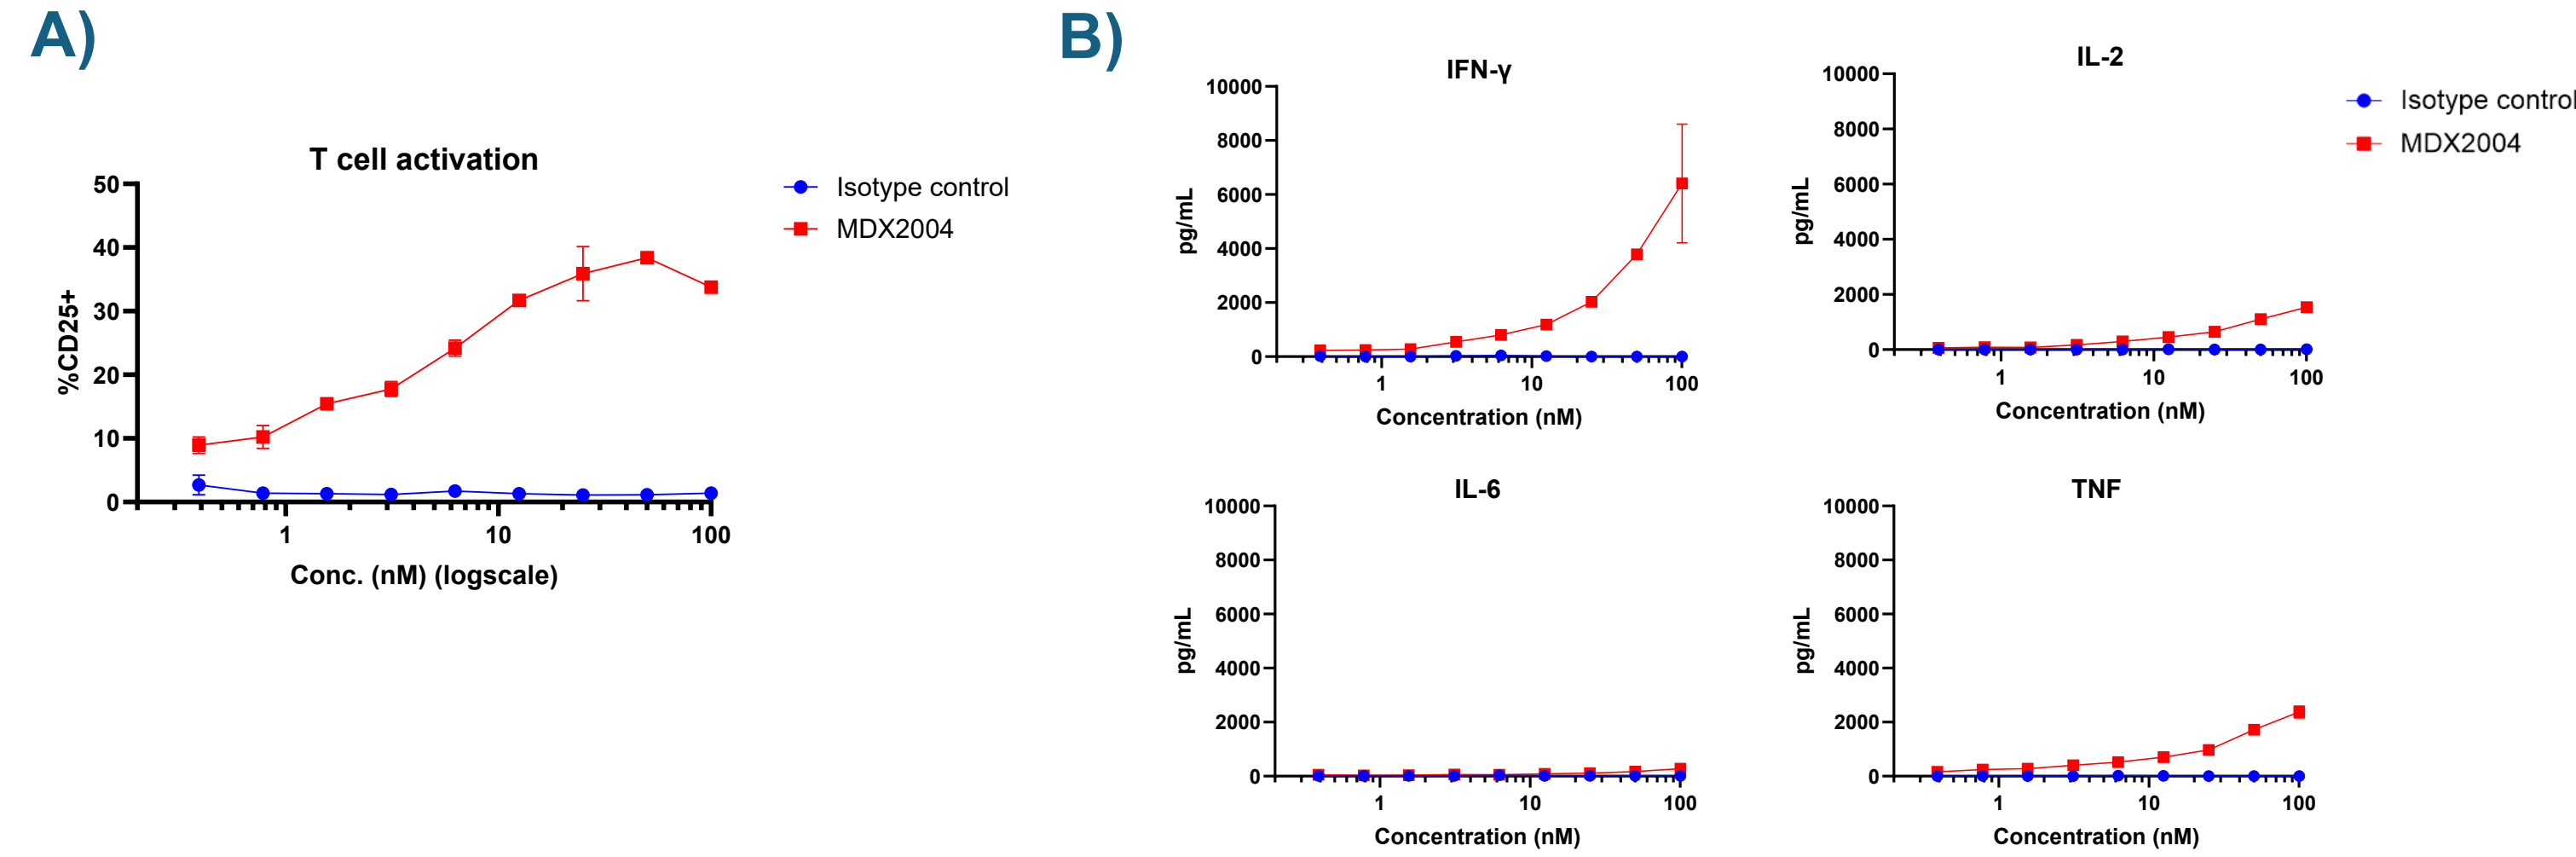 A)
T cell activation
50
40
30
20
10
0
%CD25+
1 10 100
Conc. (nM) (logscale)
Isotype control
MDX2004
B)
IFN-γ
10000
8000
6000
4000
2000
0
pg/mL
1 10 100
Concentration (nM)
IL-2
10000
8000
6000
4000
2000
0
pg/mL
1 10 100
Concentration (nM)
Isotype control
MDX2004
IL-6
10000
8000
6000
4000
2000
0
pg/mL
1 10 100
Concentration (nM)
TNF
10000
8000
6000
4000
2000
0
pg/mL
1 10 100
Concentration (nM)